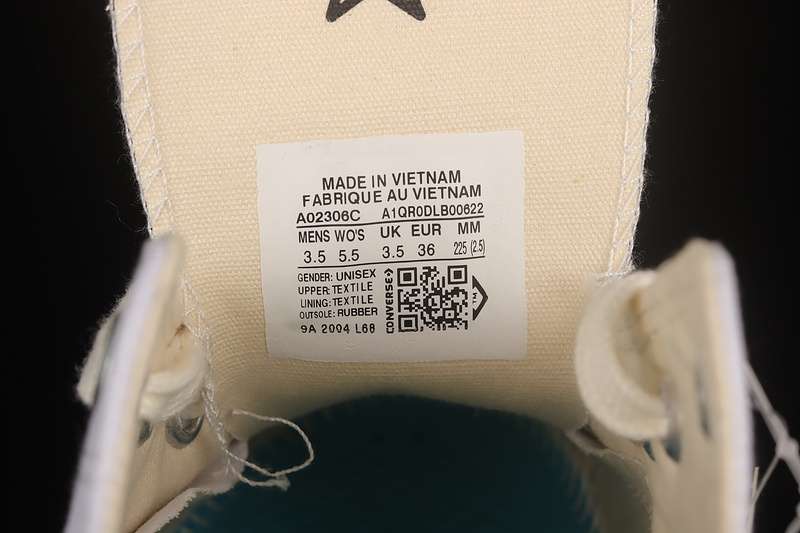 MADE IN VIETNAM
FABRIQUE AU VIETNAM
A02306C A1QR0DLB00622
MENS WO'S UK EUR MM
3.5 5.5 3.5 36 225 (2.5)
GENDER: UNISEX
UPPER: TEXTILE
LINING: TEXTILE
OUTSOLE: RUBBER
9A 2004 L68
CONVERSE
TM